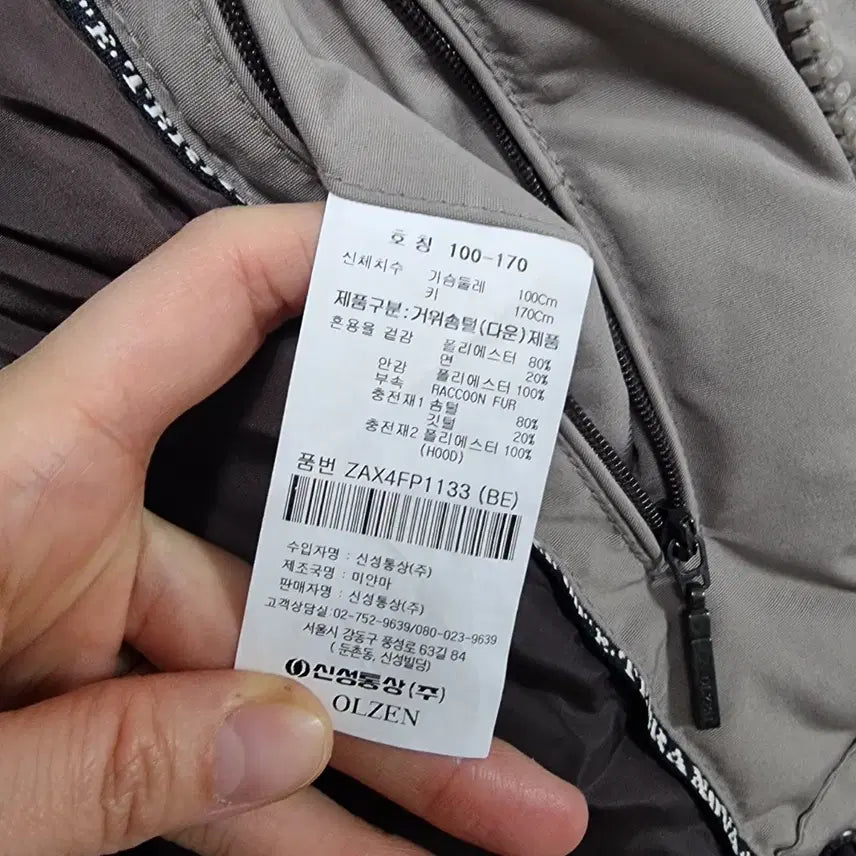 호 칭 100-170
신체치수 가슴둘레 100Cm
키 170Cm
제품구분:거위솜털(다운)제품
혼용율 겉감 폴리에스터 80%
면 20%
안감 폴리에스터 100%
부속 RACCOON FUR
충전재1 솜털 80%
깃털 20%
충전재2 폴리에스터 100%
(HOOD)
품번 ZAX4FP1133 (BE)
수입자명 : 신성통상(주)
제조국명 : 미얀마
판매자명 : 신성통상(주)
고객상담실:02-752-9639/080-023-9639
서울시 강동구 풍성로 63길 84
( 둔촌동, 신성빌딩)
신성통상(주)
OLZEN